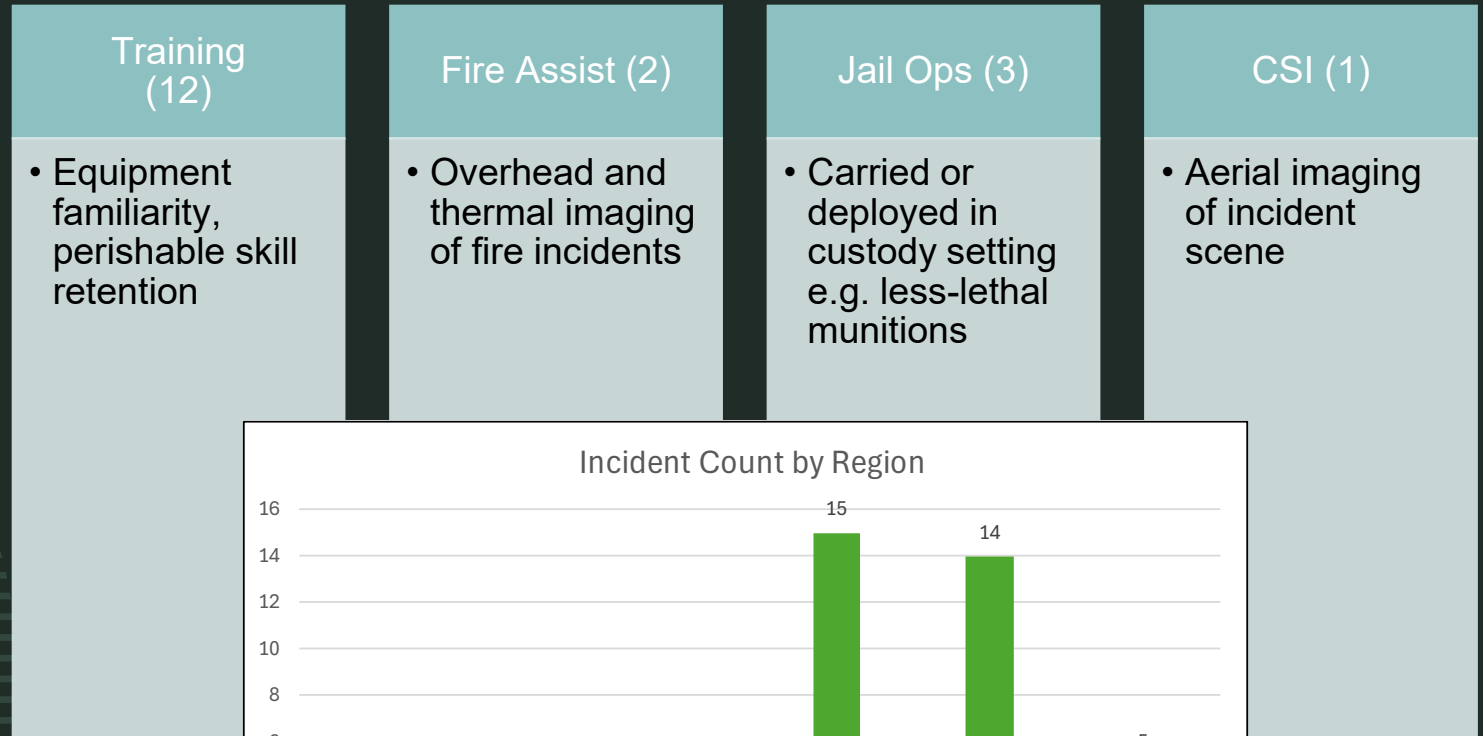 Training
(12)
• Equipment
familiarity,
perishable skill
retention
Fire Assist (2)
• Overhead and
thermal imaging
of fire incidents
Jail Ops (3)
• Carried or
deployed in
custody setting
e.g. less-lethal
munitions
CSI (1)
• Aerial imaging
of incident
scene
Incident Count by Region
16
15
14
14
12
10
8